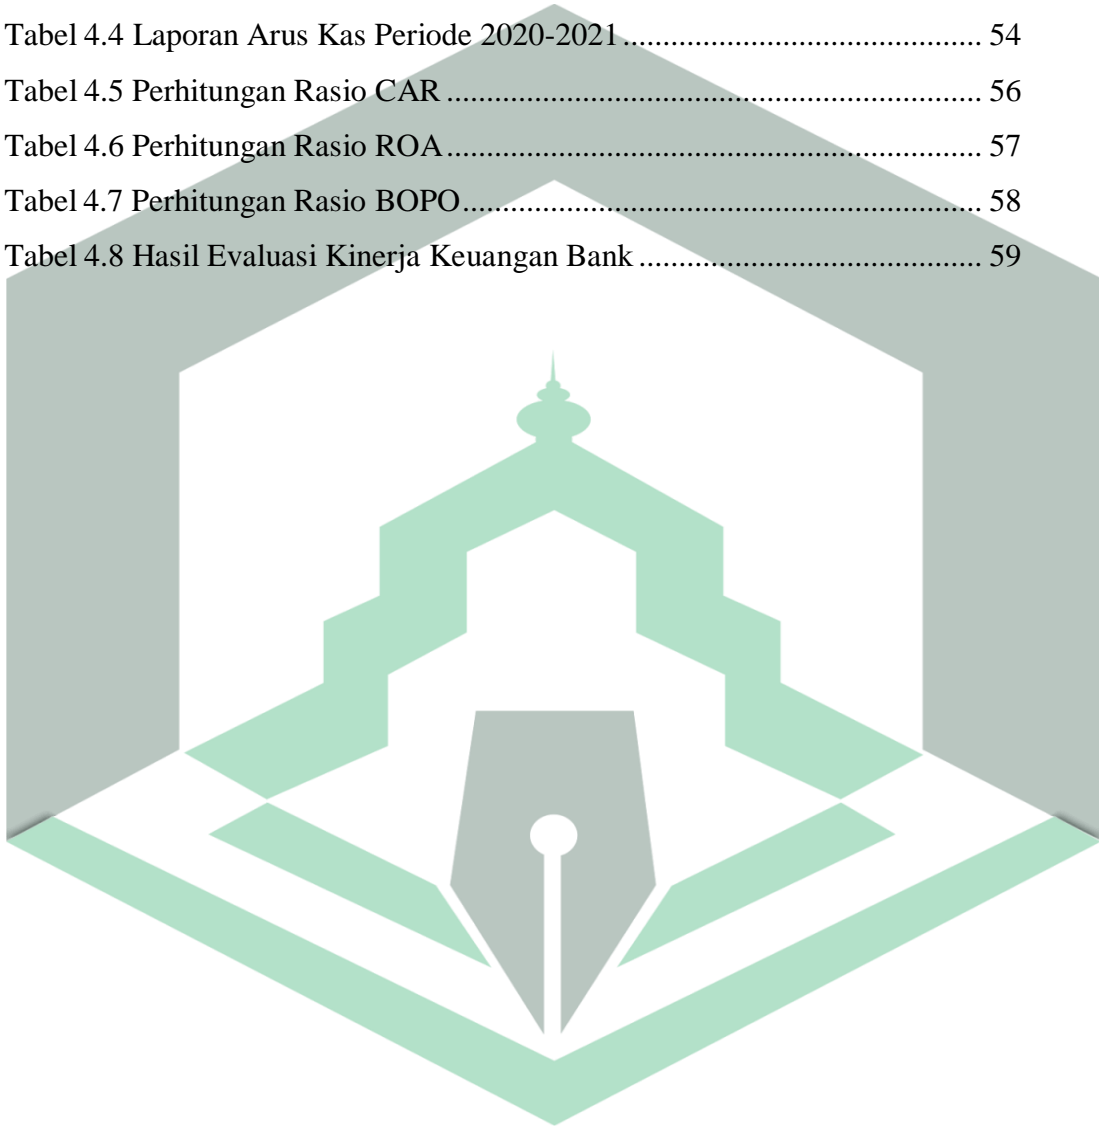 Tabel 4.4 Laporan Arus Kas Periode 2020-2021 ...................................... 54
Tabel 4.5 Perhitungan Rasio CAR ......................................................... 56
Tabel 4.6 Perhitungan Rasio ROA ......................................................... 57
Tabel 4.7 Perhitungan Rasio BOPO ....................................................... 58
Tabel 4.8 Hasil Evaluasi Kinerja Keuangan Bank .................................... 59